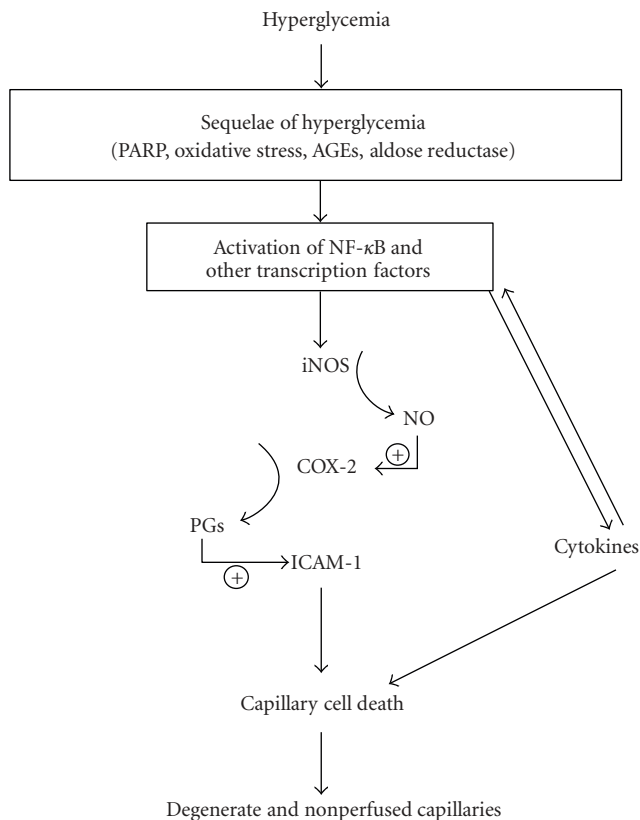 Hyperglycemia
Sequelae of hyperglycemia
(PARP, oxidative stress, AGEs, aldose reductase)
Activation of NF-κB and
other transcription factors
iNOS
NO
+
COX-2
PGs
+
ICAM-1
Cytokines
Capillary cell death
Degenerate and nonperfused capillaries